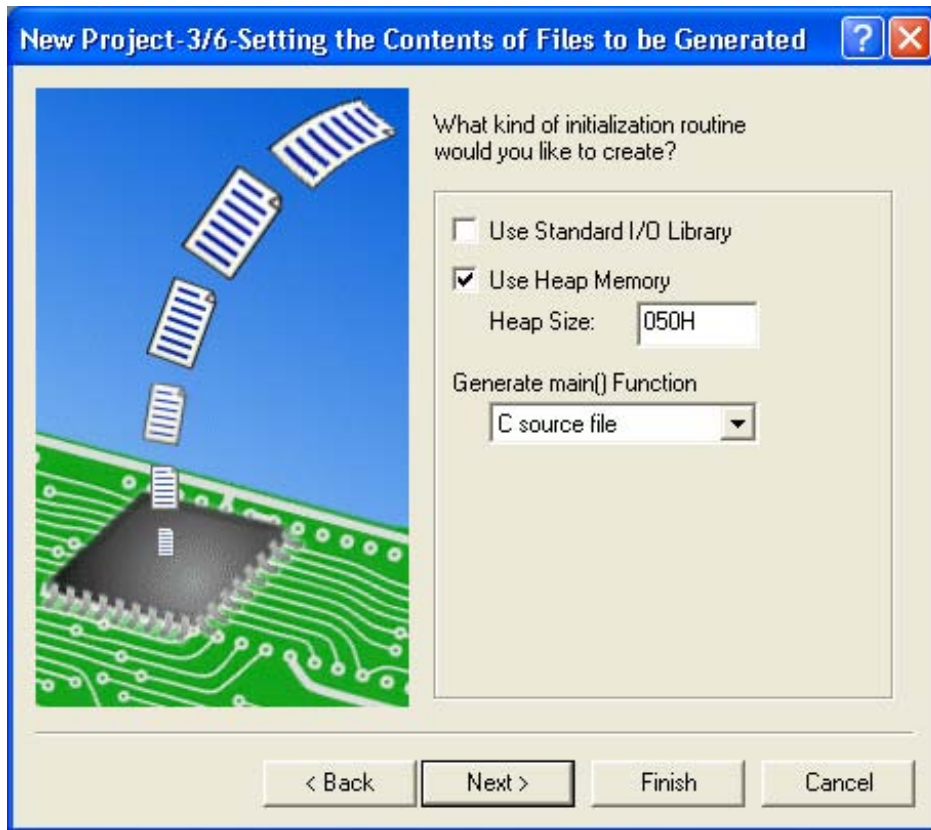 New Project-3/6-Setting the Contents of Files to be Generated
What kind of initialization routine
would you like to create?
Use Standard I/O Library
Use Heap Memory
Heap Size: 050H
Generate main() Function
C source file
< Back Next > Finish Cancel